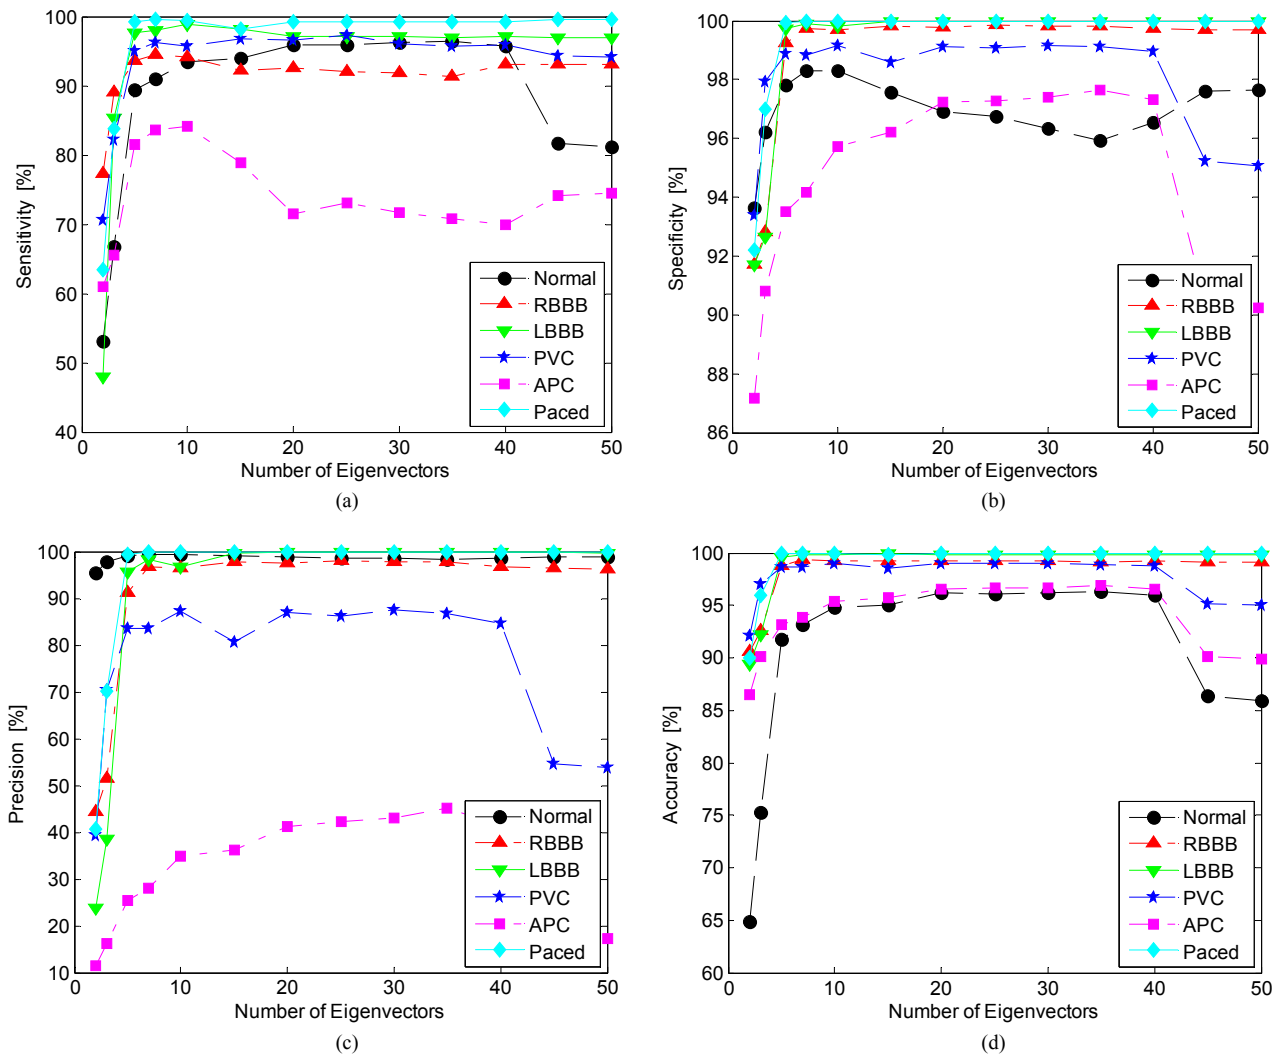 100
90
80
70
60
50
40
Sensitivity [%]
0 10 20 30 40 50
Number of Eigenvectors
Normal
RBBB
LBBB
PVC
APC
Paced
(a)
100
98
96
94
92
90
88
86
Specificity [%]
0 10 20 30 40 50
Number of Eigenvectors
Normal
RBBB
LBBB
PVC
APC
Paced
(b)
100
90
80
70
60
50
40
30
20
10
Precision [%]
0 10 20 30 40 50
Number of Eigenvectors
Normal
RBBB
LBBB
PVC
APC
Paced
(c)
100
95
90
85
80
75
70
65
60
Accuracy [%]
0 10 20 30 40 50
Number of Eigenvectors
Normal
RBBB
LBBB
PVC
APC
Paced
(d)